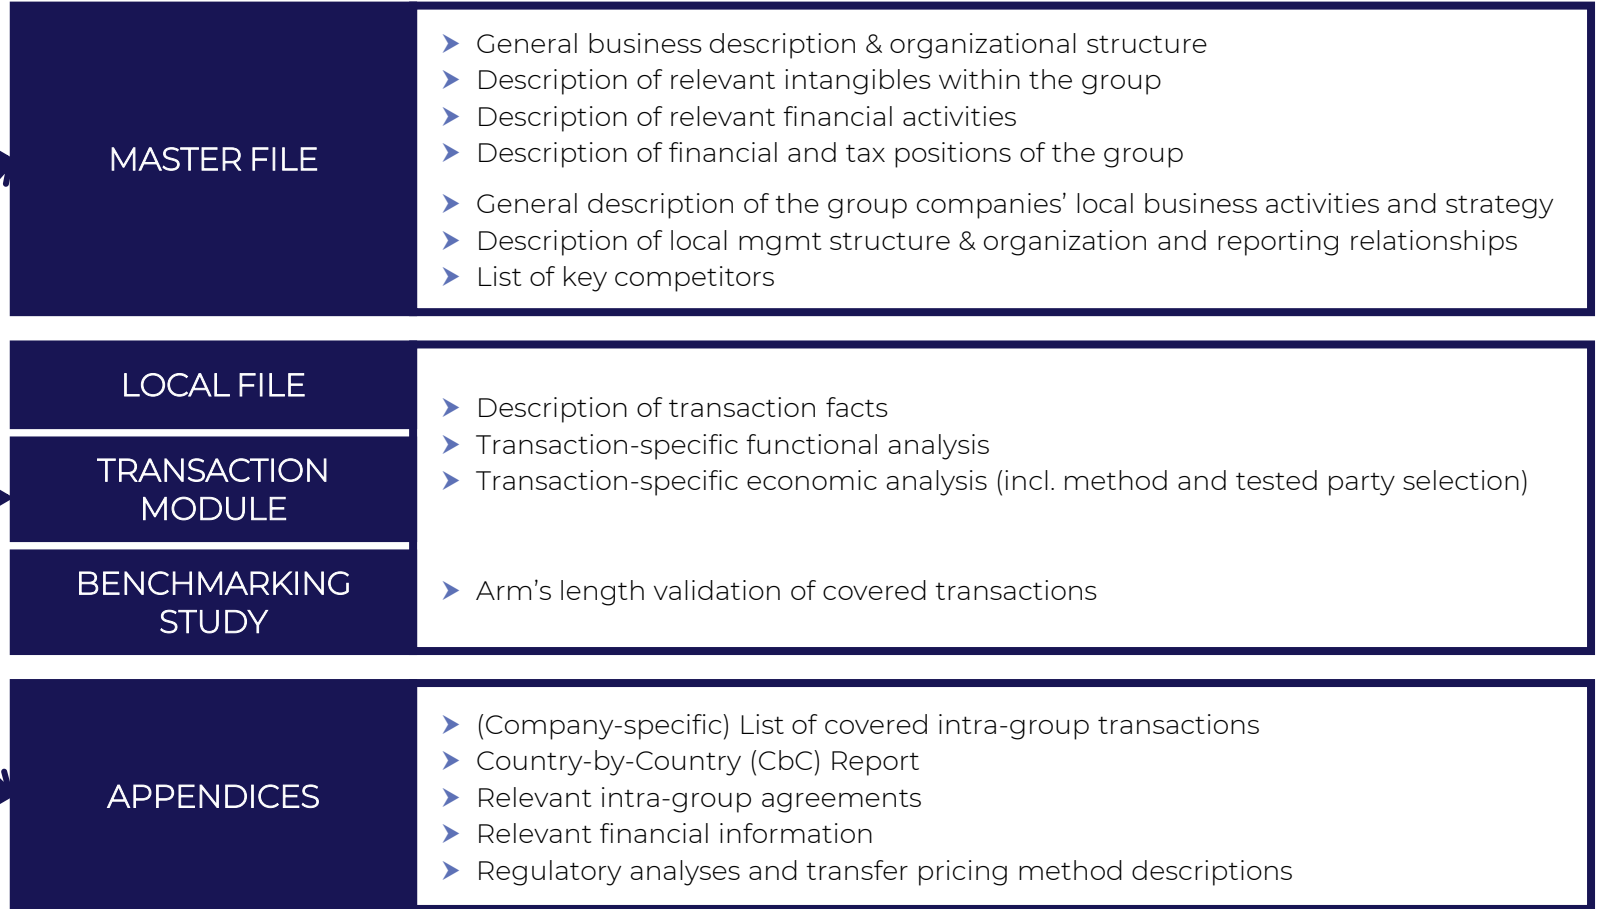 MASTER FILE
General business description & organizational structure
Description of relevant intangibles within the group
Description of relevant financial activities
Description of financial and tax positions of the group
General description of the group companies’ local business activities and strategy
Description of local mgmt structure & organization and reporting relationships
List of key competitors
LOCAL FILE
TRANSACTION
MODULE
Description of transaction facts
Transaction-specific functional analysis
Transaction-specific economic analysis (incl. method and tested party selection)
BENCHMARKING
STUDY
Arm’s length validation of covered transactions
APPENDICES
(Company-specific) List of covered intra-group transactions
Country-by-Country (CbC) Report
Relevant intra-group agreements
Relevant financial information
Regulatory analyses and transfer pricing method descriptions